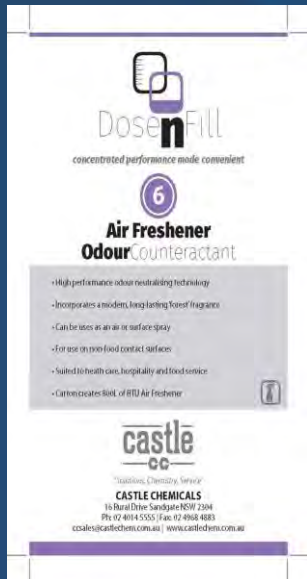 DosenFill
concentrated performance made convenient
6
Air Freshener
OdourCounteractant
• High performance odour neutralising technology
• Incorporates a modern, long-lasting 'forest' fragrance
• Can be uses as an air or surface spray
• For use on non-food contact surfaces
• Suited to heath care, hospitality and food service
• Carton creates 800L of RTU Air Freshener
castle
cc
Solutions, Chemistry, Service
CASTLE CHEMICALS
16 Rural Drive Sandgate NSW 2304
Ph: 02 4014 5555 | Fax: 02 4968 4883
ccsales@castlechem.com.au | www.castlechem.com.au